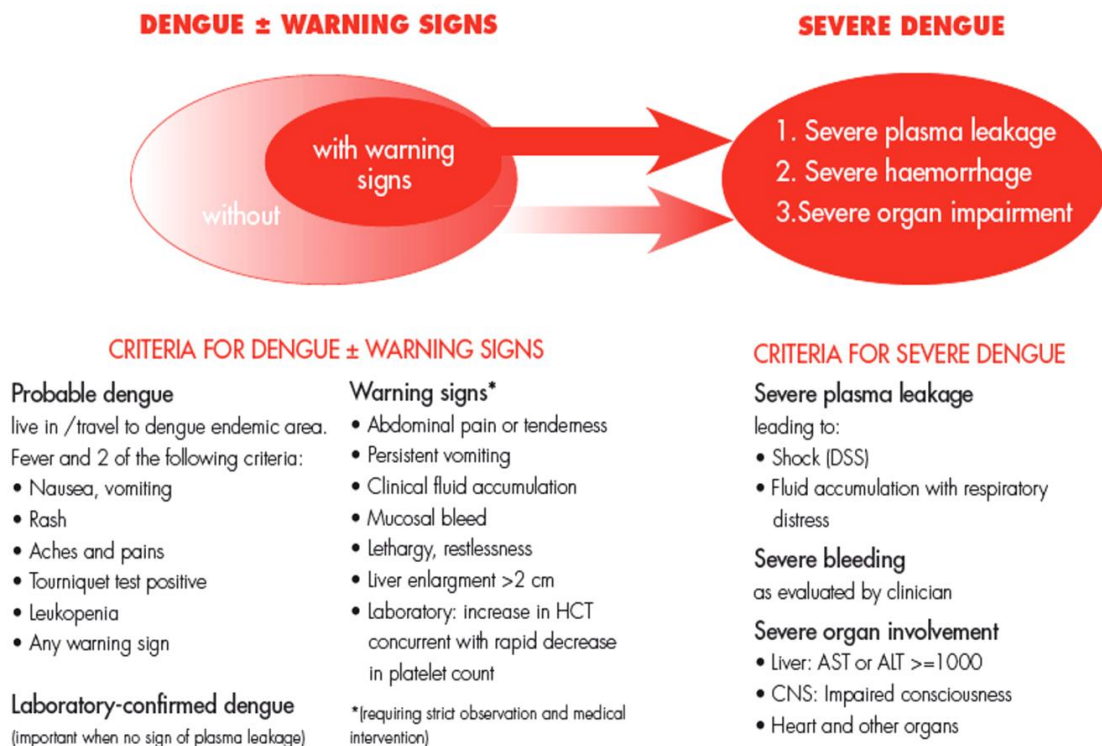 DENGUE ± WARNING SIGNS
SEVERE DENGUE
with warning
signs
without
1. Severe plasma leakage
2. Severe haemorrhage
3.Severe organ impairment
CRITERIA FOR DENGUE ± WARNING SIGNS
Probable dengue
live in /travel to dengue endemic area.
Fever and 2 of the following criteria:
• Nausea, vomiting
• Rash
• Aches and pains
• Tourniquet test positive
• Leukopenia
• Any warning sign
Laboratory-confirmed dengue
(important when no sign of plasma leakage)
Warning signs*
• Abdominal pain or tenderness
• Persistent vomiting
• Clinical fluid accumulation
• Mucosal bleed
• Lethargy, restlessness
• Liver enlargment >2 cm
• Laboratory: increase in HCT
concurrent with rapid decrease
in platelet count
*(requiring strict observation and medical
intervention)
CRITERIA FOR SEVERE DENGUE
Severe plasma leakage
leading to:
• Shock (DSS)
• Fluid accumulation with respiratory
distress
Severe bleeding
as evaluated by clinician
Severe organ involvement
• Liver: AST or ALT >=1000
• CNS: Impaired consciousness
• Heart and other organs